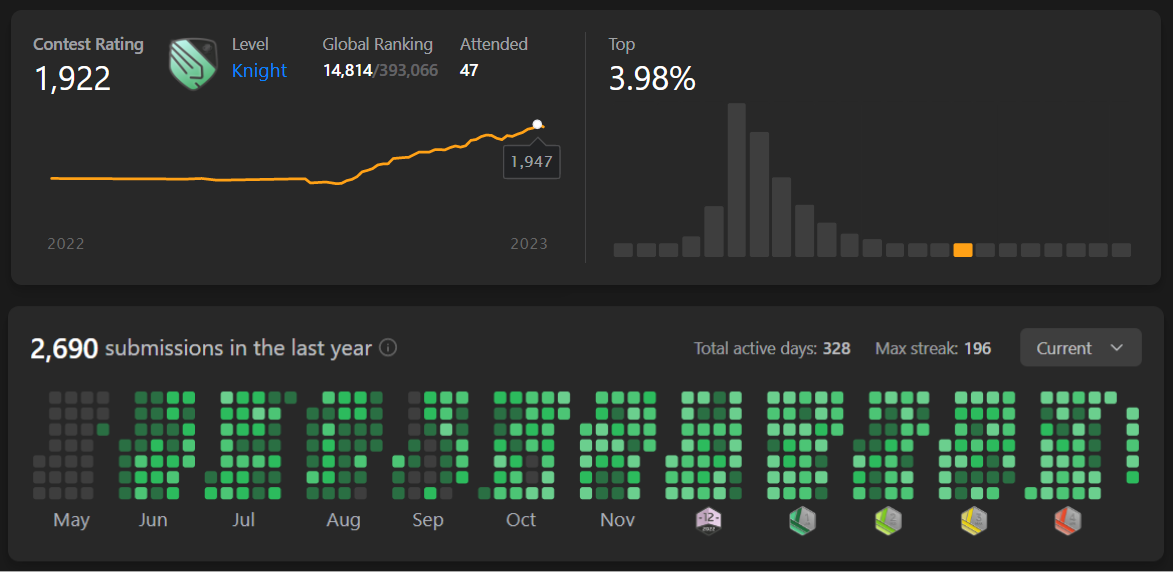 Contest Rating
1,922
Level
Knight
Global Ranking
14,814/393,066
Attended
47
1,947
2022
2023
Top
3.98%
2,690 submissions in the last year
Total active days: 328
Max streak: 196
Current
May Jun Jul Aug Sep Oct Nov
-12-
2022